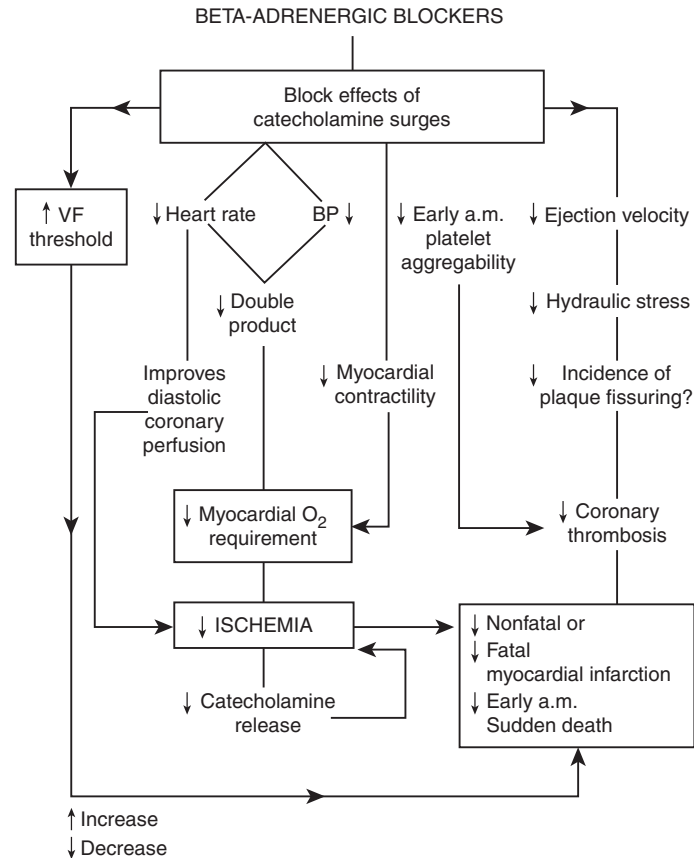 BETA-ADRENERGIC BLOCKERS
Block effects of
catecholamine surges
↑ VF
threshold
↓ Heart rate
BP ↓
↓ Early a.m.
platelet
aggregability
↓ Ejection velocity
↓ Double
product
↓ Hydraulic stress
Improves
diastolic
coronary
perfusion
↓ Myocardial
contractility
↓ Incidence of
plaque fissuring?
↓ Myocardial O₂
requirement
↓ Coronary
thrombosis
↓ ISCHEMIA
↓ Nonfatal or
↓ Fatal
myocardial infarction
↓ Early a.m.
Sudden death
↓ Catecholamine
release
↑ Increase
↓ Decrease